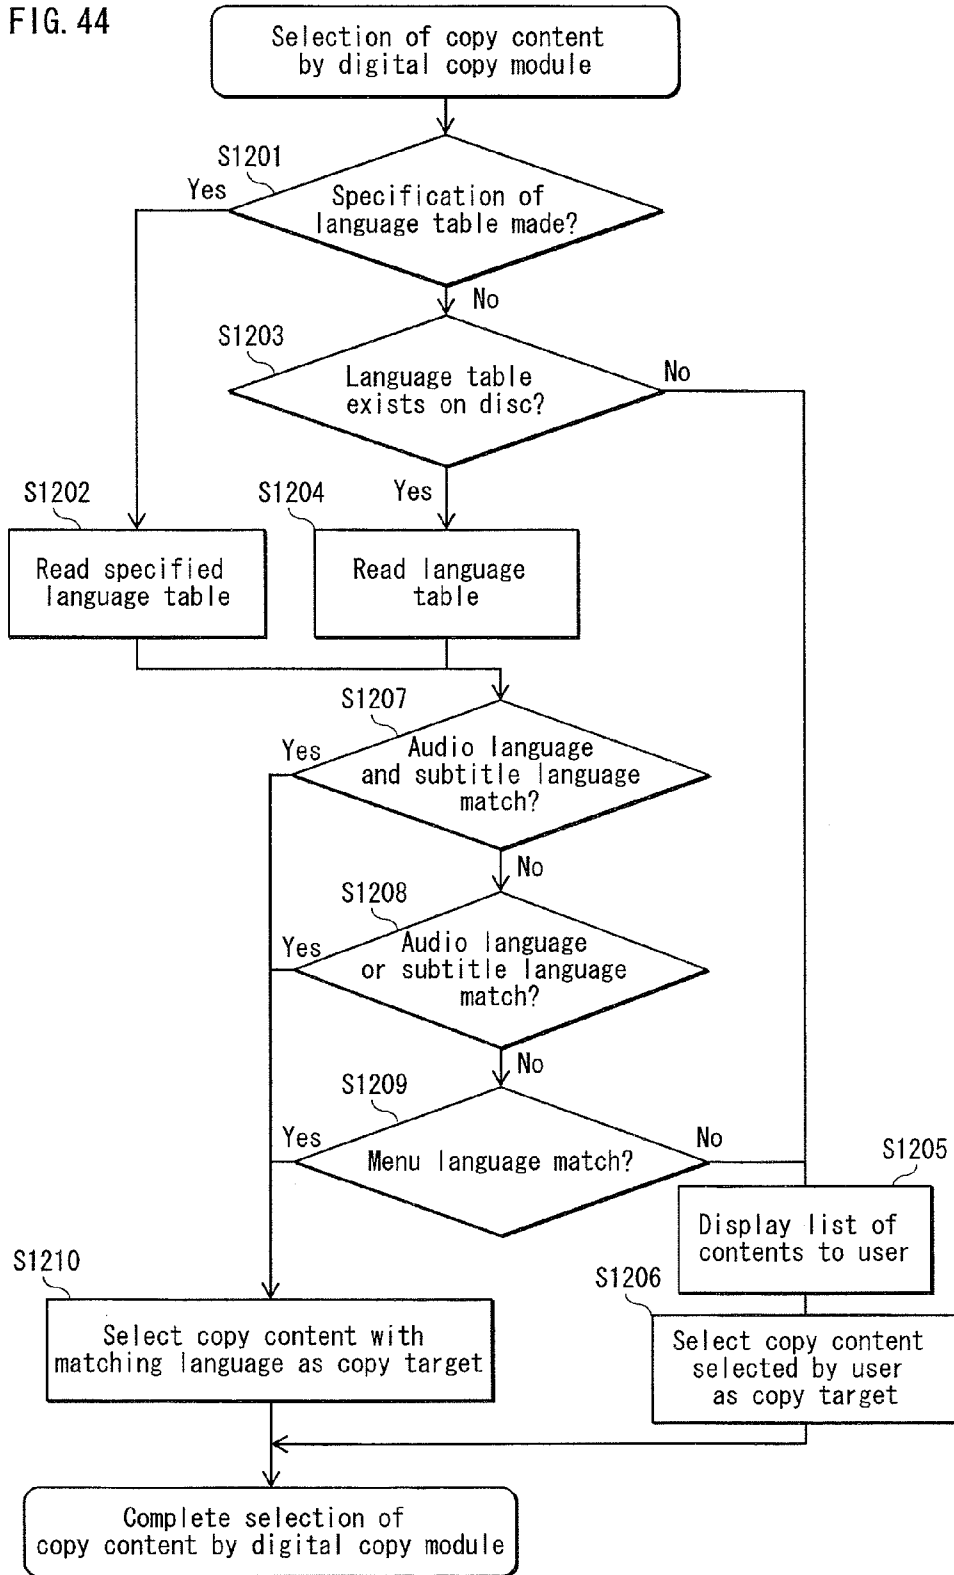 FIG. 44
Selection of copy content
by digital copy module
S1201
Yes
Specification of
language table made?
No
S1203
Language table
exists on disc?
No
Yes
S1202
Read specified
language table
S1204
Read language
table
S1207
Yes
Audio language
and subtitle language
match?
No
S1208
Yes
Audio language
or subtitle language
match?
No
S1209
Yes
Menu language match?
No
S1205
Display list of
contents to user
S1210
Select copy content with
matching language as copy target
S1206
Select copy content
selected by user
as copy target
Complete selection of
copy content by digital copy module